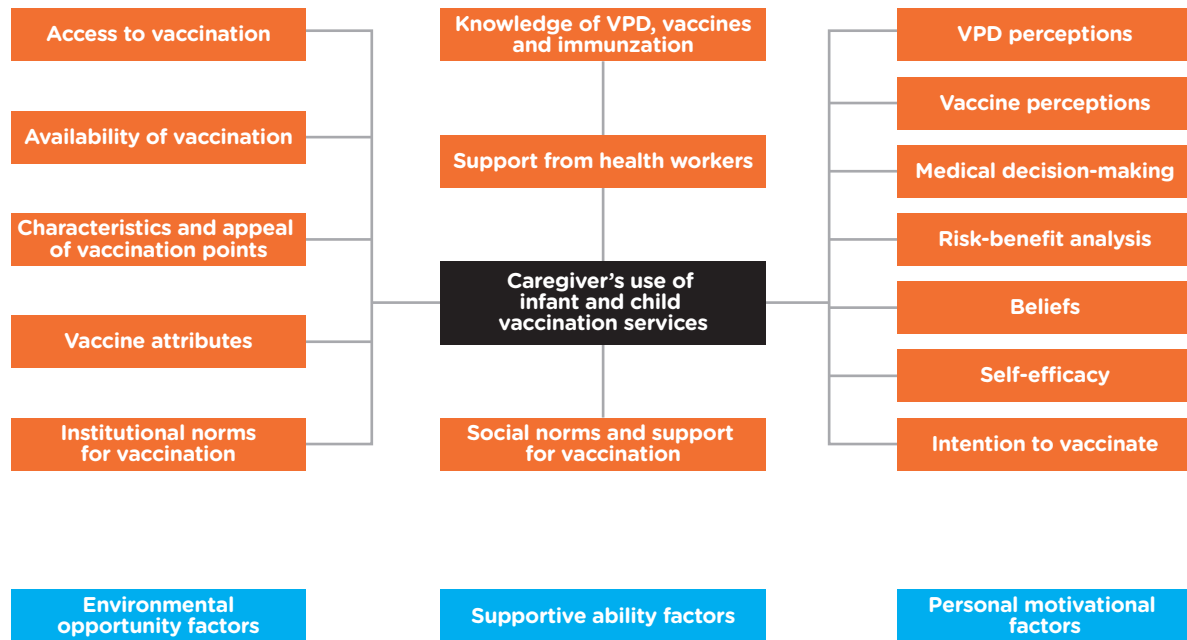 Access to vaccination
Availability of vaccination
Characteristics and appeal
of vaccination points
Vaccine attributes
Institutional norms
for vaccination
Knowledge of VPD, vaccines
and immunzation
Support from health workers
Caregiver’s use of
infant and child
vaccination services
Social norms and support
for vaccination
VPD perceptions
Vaccine perceptions
Medical decision-making
Risk-benefit analysis
Beliefs
Self-efficacy
Intention to vaccinate
Environmental
opportunity factors
Supportive ability factors
Personal motivational
factors